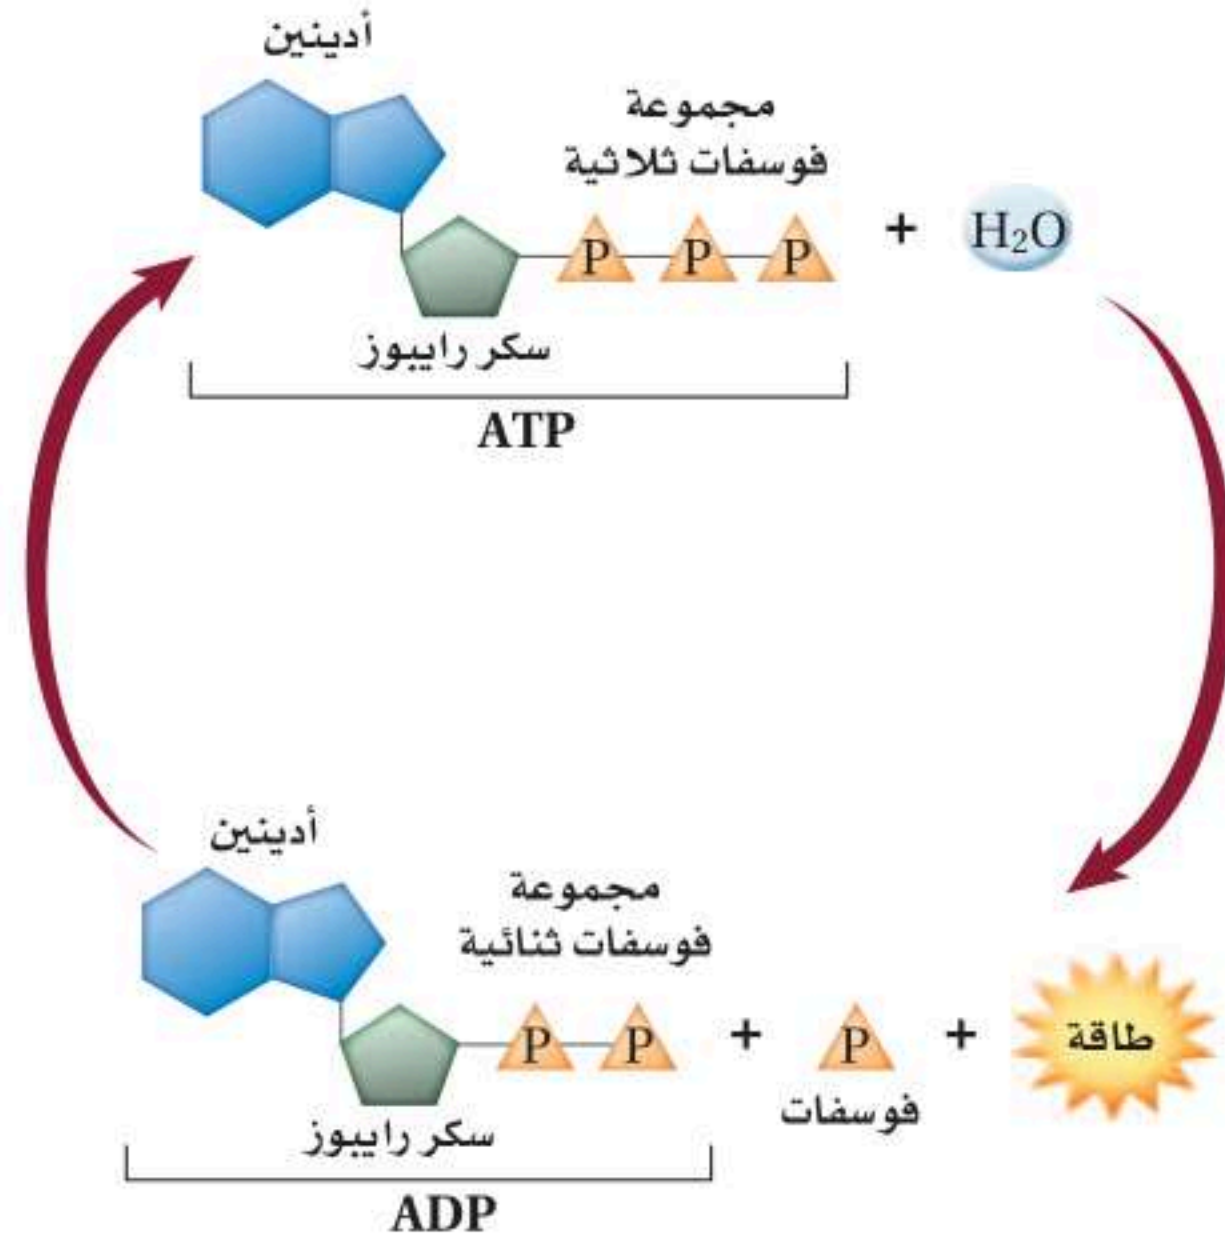 أدينين
مجموعة
فوسفات ثلاثية
P P P + H₂O
سكر رايبوز
ATP
أدينين
مجموعة
فوسفات ثنائية
P P + P + طاقة
فوسفات
سكر رايبوز
ADP